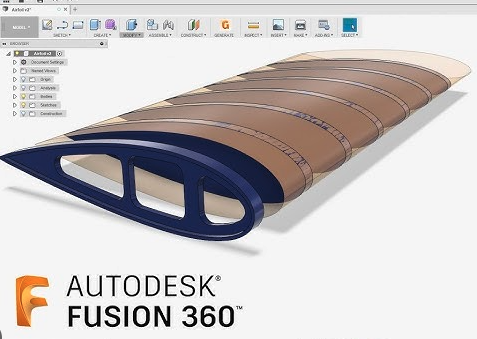 Airfoil v2*
MODEL
SKETCH
CREATE
MODIFY
ASSEMBLE
CONSTRUCT
GENERATE
INSPECT
INSERT
MAKE
ADD-INS
SELECT
BROWSER
Airfoil v2
Document Settings
Named Views
Origin
Analysis
Bodies
Sketches
Construction
AUTODESK®
FUSION 360™